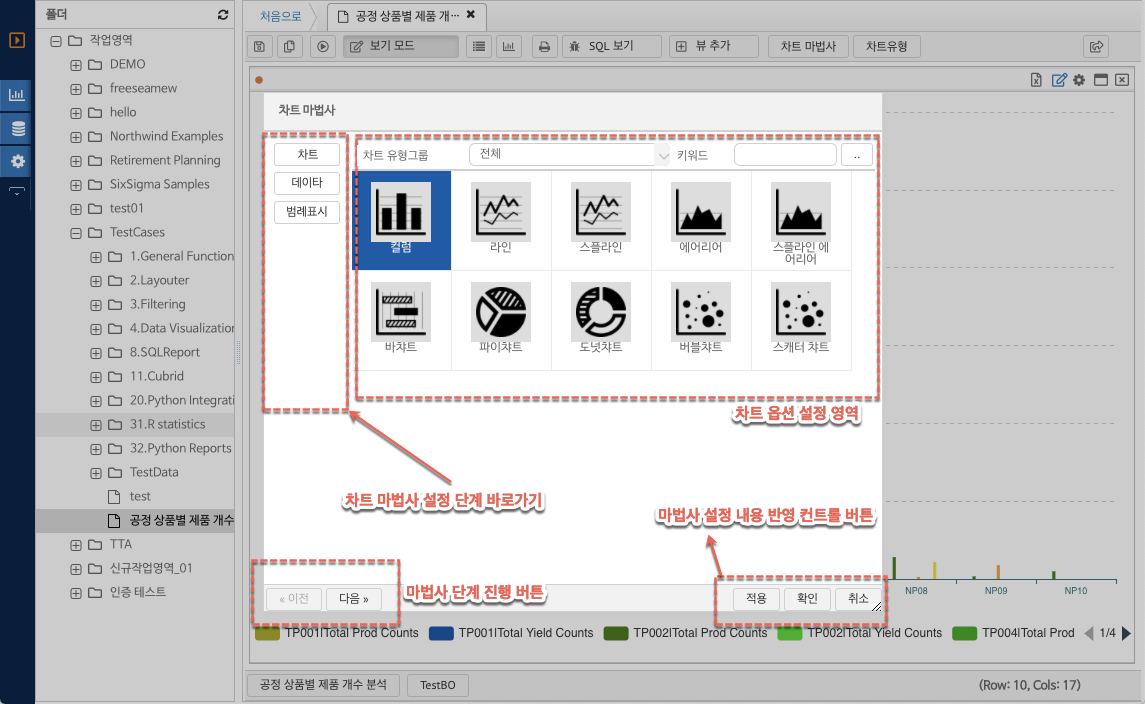 폴더
처음으로
공정 상품별 제품 개···
작업영역
DEMO
freeseamew
hello
Northwind Examples
Retirement Planning
SixSigma Samples
test01
TestCases
1.General Function
2.Layouter
3.Filtering
4.Data Visualization
8.SQLReport
11.Cubrid
20.Python Integrati
31.R statistics
32.Python Reports
TestData
test
공정 상품별 제품 개수
TTA
신규작업영역_01
인증 테스트
보기 모드
SQL 보기
뷰 추가
차트 마법사
차트유형
차트 마법사
차트
데이타
범례표시
차트 유형그룹
전체
키워드
..
컬럼
라인
스플라인
에어리어
스플라인 에
어리어
바챠트
파이챠트
도넛챠트
버블챠트
스캐터 챠트
차트 옵션 설정 영역
차트 마법사 설정 단계 바로가기
마법사 설정 내용 반영 컨트롤 버튼
마법사 단계 진행 버튼
« 이전
다음 »
적용
확인
취소
NP08
NP09
NP10
TP001|Total Prod Counts
TP001|Total Yield Counts
TP002|Total Prod Counts
TP002|Total Yield Counts
TP004|Total Prod
1/4
공정 상품별 제품 개수 분석
TestBO
(Row: 10, Cols: 17)